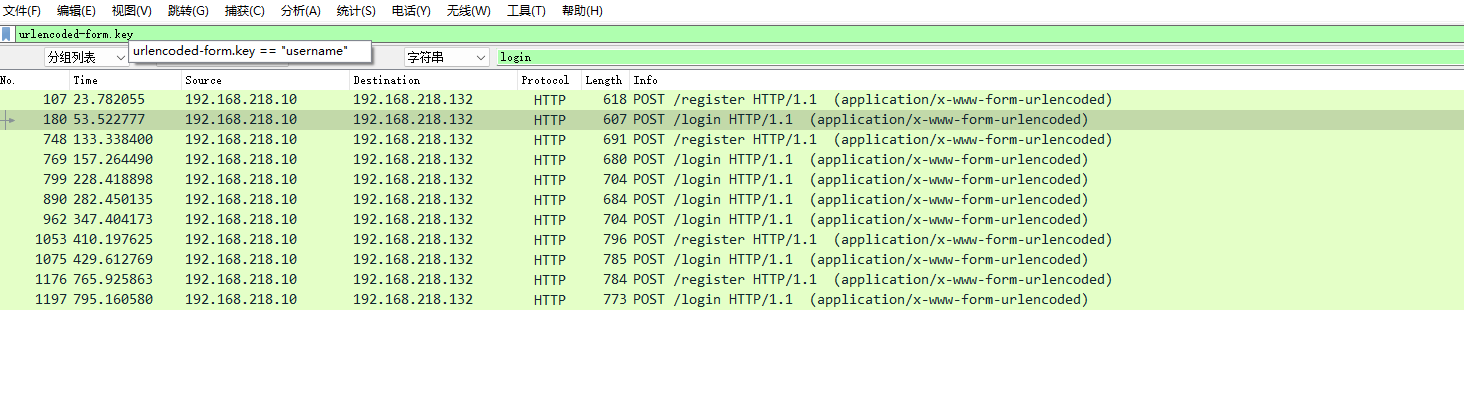 文件(F) 编辑(E) 视图(V) 跳转(G) 捕获(C) 分析(A) 统计(S) 电话(Y) 无线(W) 工具(T) 帮助(H)
urlencoded-form.key
urlencoded-form.key == "username"
分组列表 字符串 login
No. Time Source Destination Protocol Length Info
107 23.782055 192.168.218.10 192.168.218.132 HTTP 618 POST /register HTTP/1.1 (application/x-www-form-urlencoded)
180 53.522777 192.168.218.10 192.168.218.132 HTTP 607 POST /login HTTP/1.1 (application/x-www-form-urlencoded)
748 133.338400 192.168.218.10 192.168.218.132 HTTP 691 POST /register HTTP/1.1 (application/x-www-form-urlencoded)
769 157.264490 192.168.218.10 192.168.218.132 HTTP 680 POST /login HTTP/1.1 (application/x-www-form-urlencoded)
799 228.418898 192.168.218.10 192.168.218.132 HTTP 704 POST /login HTTP/1.1 (application/x-www-form-urlencoded)
890 282.450135 192.168.218.10 192.168.218.132 HTTP 684 POST /login HTTP/1.1 (application/x-www-form-urlencoded)
962 347.404173 192.168.218.10 192.168.218.132 HTTP 704 POST /login HTTP/1.1 (application/x-www-form-urlencoded)
1053 410.197625 192.168.218.10 192.168.218.132 HTTP 796 POST /register HTTP/1.1 (application/x-www-form-urlencoded)
1075 429.612769 192.168.218.10 192.168.218.132 HTTP 785 POST /login HTTP/1.1 (application/x-www-form-urlencoded)
1176 765.925863 192.168.218.10 192.168.218.132 HTTP 784 POST /register HTTP/1.1 (application/x-www-form-urlencoded)
1197 795.160580 192.168.218.10 192.168.218.132 HTTP 773 POST /login HTTP/1.1 (application/x-www-form-urlencoded)